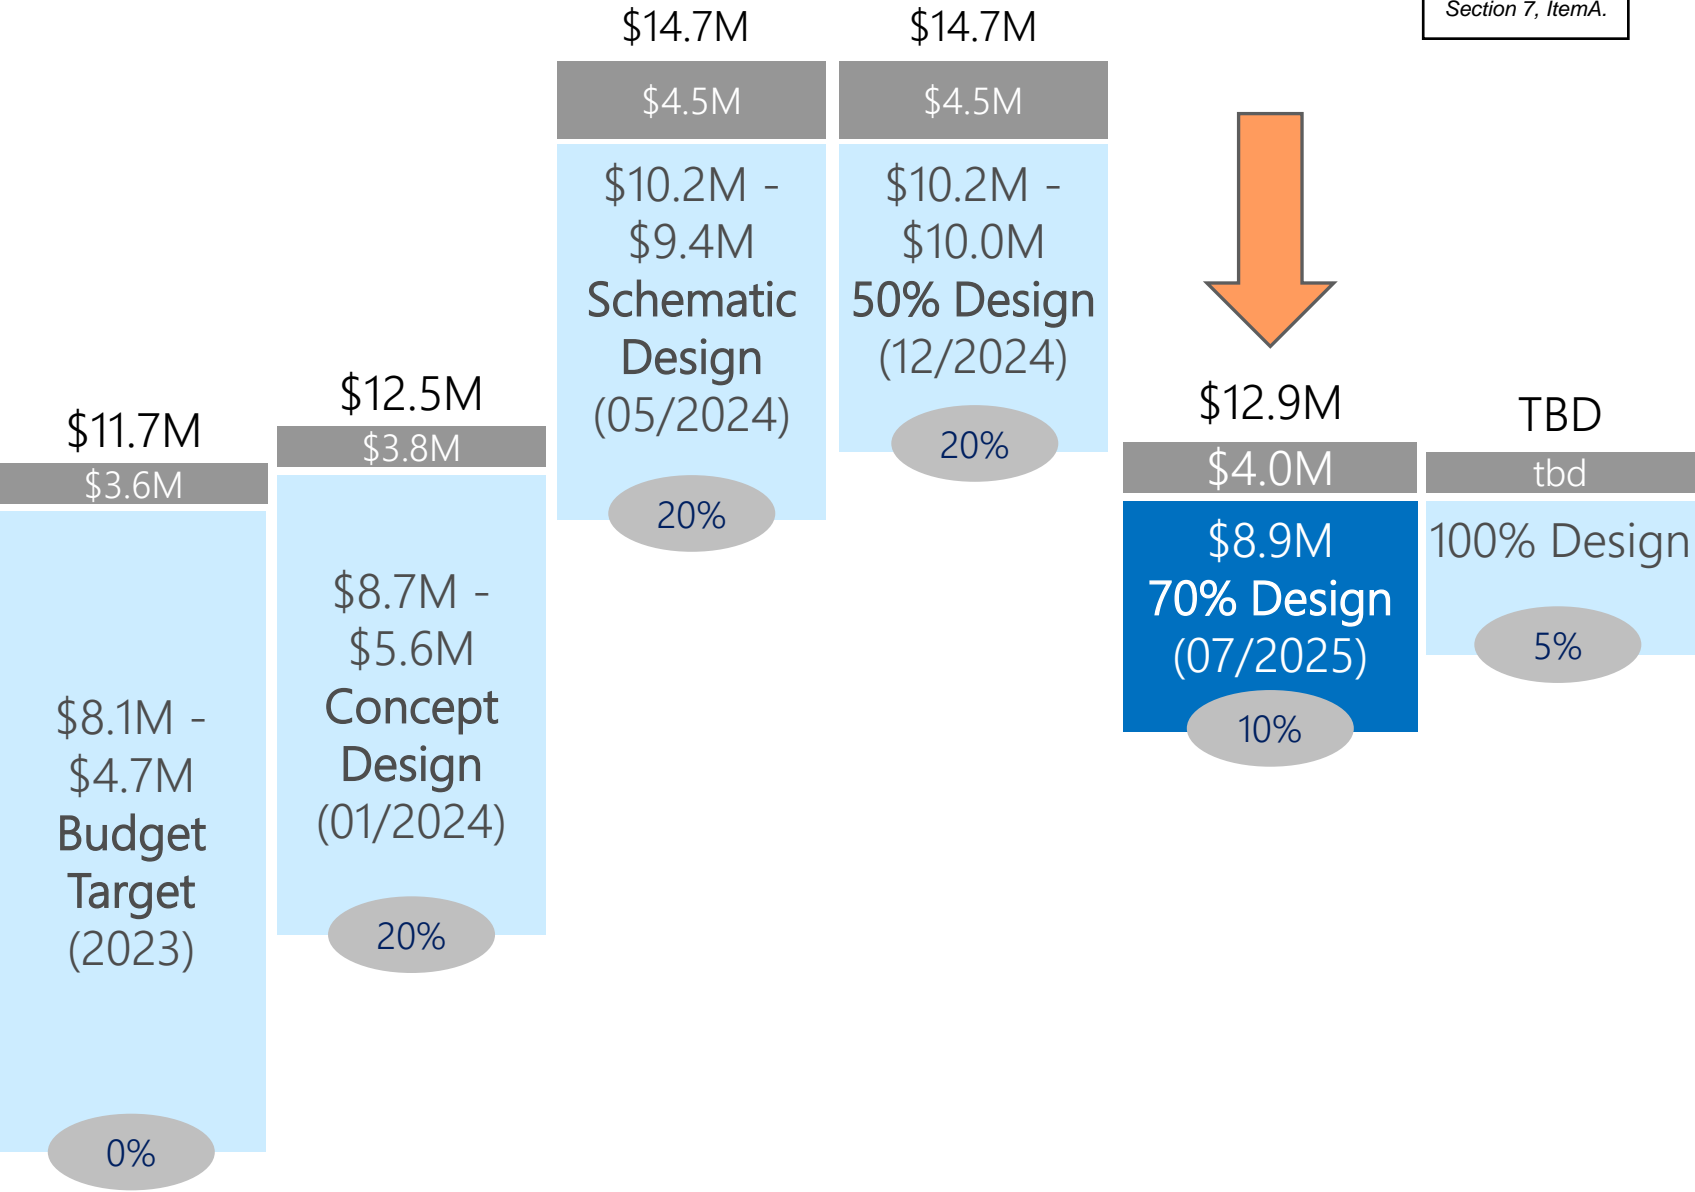 Section 7, ItemA.
$11.7M
$3.6M
$8.1M -
$4.7M
Budget
Target
(2023)
0%
$12.5M
$3.8M
$8.7M -
$5.6M
Concept
Design
(01/2024)
20%
$14.7M
$4.5M
$10.2M -
$9.4M
Schematic
Design
(05/2024)
20%
$14.7M
$4.5M
$10.2M -
$10.0M
50% Design
(12/2024)
20%
$12.9M
$4.0M
$8.9M
70% Design
(07/2025)
10%
TBD
tbd
100% Design
5%